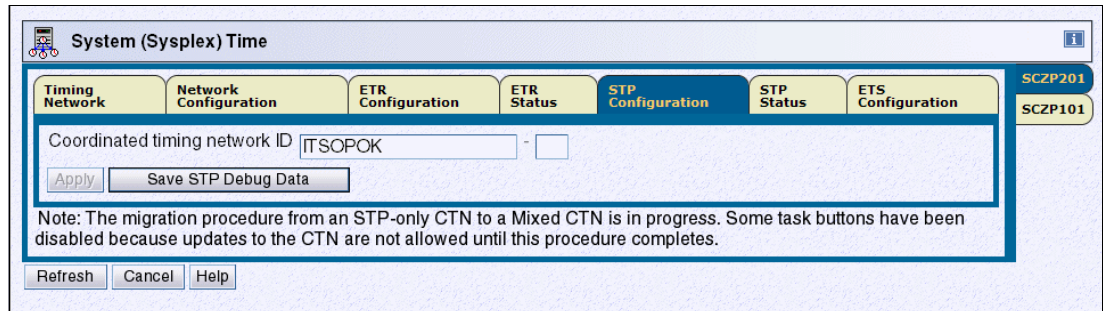 System (Sysplex) Time
i
SCZP201
SCZP101
Timing Network
Network Configuration
ETR Configuration
ETR Status
STP Configuration
STP Status
ETS Configuration
Coordinated timing network ID ITSOPOK -
Apply Save STP Debug Data
Note: The migration procedure from an STP-only CTN to a Mixed CTN is in progress. Some task buttons have been
disabled because updates to the CTN are not allowed until this procedure completes.
Refresh Cancel Help